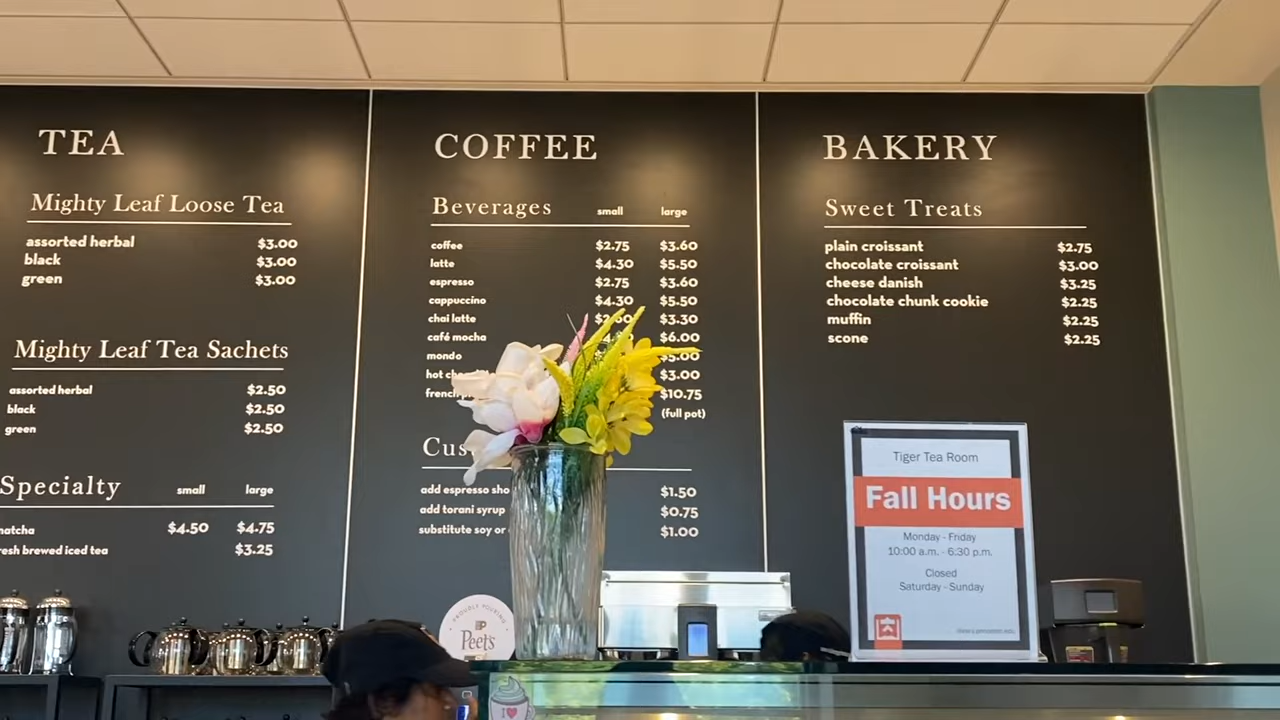 TEA
Mighty Leaf Loose Tea
assorted herbal $3.00
black $3.00
green $3.00
Mighty Leaf Tea Sachets
assorted herbal $2.50
black $2.50
green $2.50
Specialty small large
$4.50 $4.75
brewed iced tea $3.25
COFFEE
Beverages small large
coffee $2.75 $3.60
latte $4.30 $5.50
espresso $2.75 $3.60
cappuccino $4.30 $5.50
chai latte $3.30
café mocha $6.00
mondo $5.00
hot $3.00
french $10.75
(full pot)
add espresso $1.50
add torani syrup $0.75
substitute soy or $1.00
BAKERY
Sweet Treats
plain croissant $2.75
chocolate croissant $3.00
cheese danish $3.25
chocolate chunk cookie $2.25
muffin $2.25
scone $2.25
Tiger Tea Room
Fall Hours
Monday - Friday
10:00 a.m. - 6:30 p.m.
Closed
Saturday - Sunday
PROUDLY POURING
Peet's
I